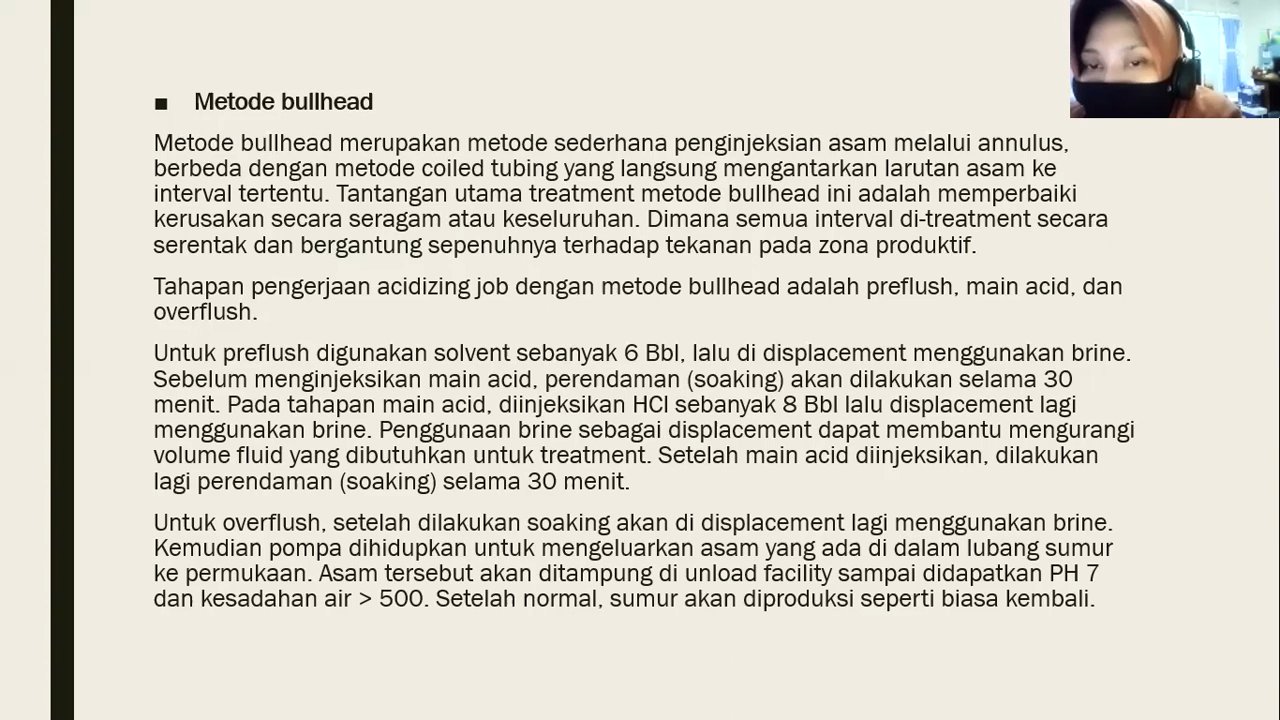 ■ Metode bullhead
Metode bullhead merupakan metode sederhana penginjeksian asam melalui annulus,
berbeda dengan metode coiled tubing yang langsung mengantarkan larutan asam ke
interval tertentu. Tantangan utama treatment metode bullhead ini adalah memperbaiki
kerusakan secara seragam atau keseluruhan. Dimana semua interval di-treatment secara
serentak dan bergantung sepenuhnya terhadap tekanan pada zona produktif.
Tahapan pengerjaan acidizing job dengan metode bullhead adalah preflush, main acid, dan
overflush.
Untuk preflush digunakan solvent sebanyak 6 Bbl, lalu di displacement menggunakan brine.
Sebelum menginjeksikan main acid, perendaman (soaking) akan dilakukan selama 30
menit. Pada tahapan main acid, diinjeksikan HCl sebanyak 8 Bbl lalu displacement lagi
menggunakan brine. Penggunaan brine sebagai displacement dapat membantu mengurangi
volume fluid yang dibutuhkan untuk treatment. Setelah main acid diinjeksikan, dilakukan
lagi perendaman (soaking) selama 30 menit.
Untuk overflush, setelah dilakukan soaking akan di displacement lagi menggunakan brine.
Kemudian pompa dihidupkan untuk mengeluarkan asam yang ada di dalam lubang sumur
ke permukaan. Asam tersebut akan ditampung di unload facility sampai didapatkan PH 7
dan kesadahan air > 500. Setelah normal, sumur akan diproduksi seperti biasa kembali.